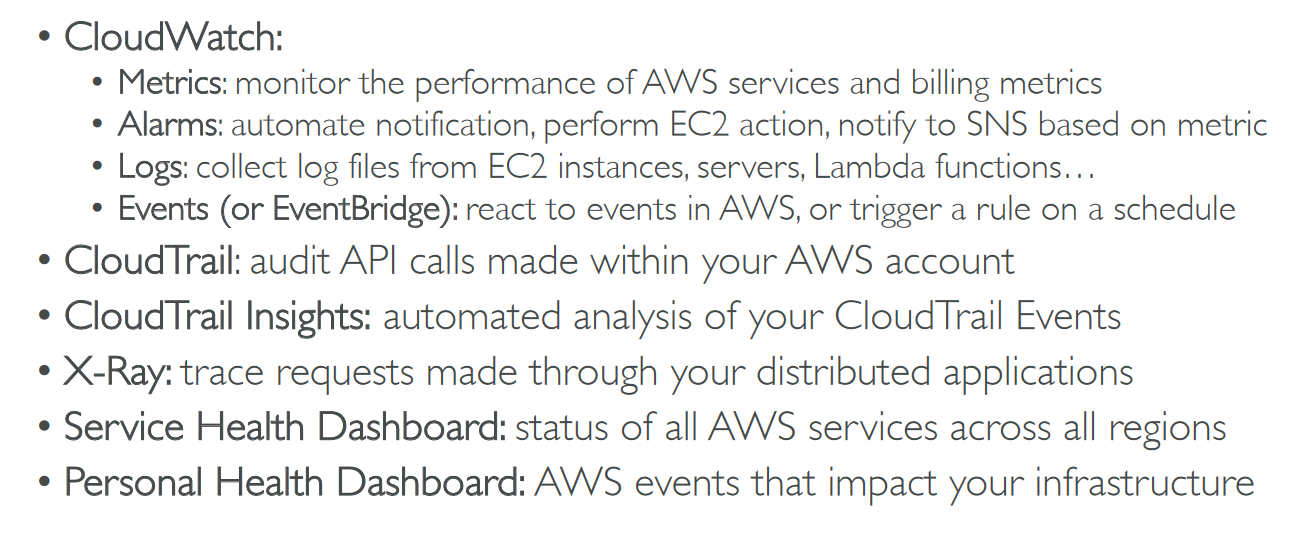 • CloudWatch:
• Metrics: monitor the performance of AWS services and billing metrics
• Alarms: automate notification, perform EC2 action, notify to SNS based on metric
• Logs: collect log files from EC2 instances, servers, Lambda functions…
• Events (or EventBridge): react to events in AWS, or trigger a rule on a schedule
• CloudTrail: audit API calls made within your AWS account
• CloudTrail Insights: automated analysis of your CloudTrail Events
• X-Ray: trace requests made through your distributed applications
• Service Health Dashboard: status of all AWS services across all regions
• Personal Health Dashboard: AWS events that impact your infrastructure